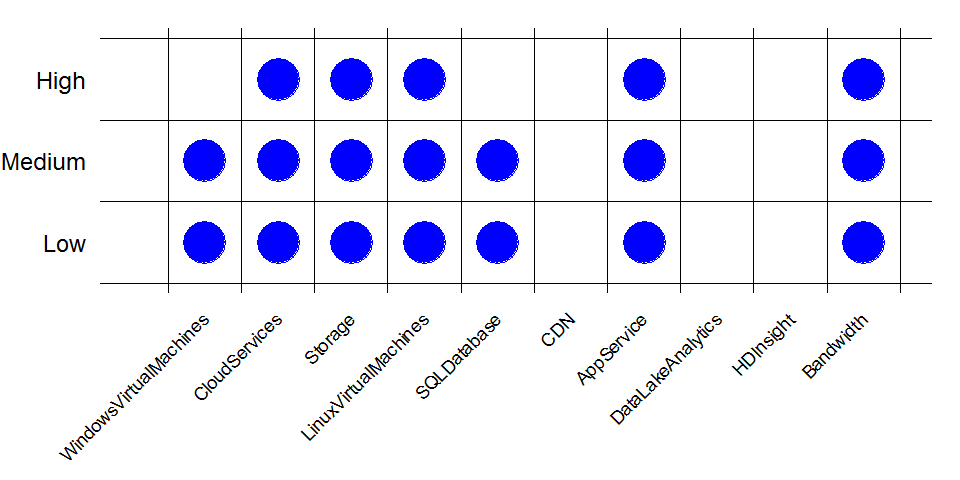 High
Medium
Low
WindowsVirtualMachines
CloudServices
Storage
LinuxVirtualMachines
SQLDatabase
CDN
AppService
DataLakeAnalytics
HDInsight
Bandwidth